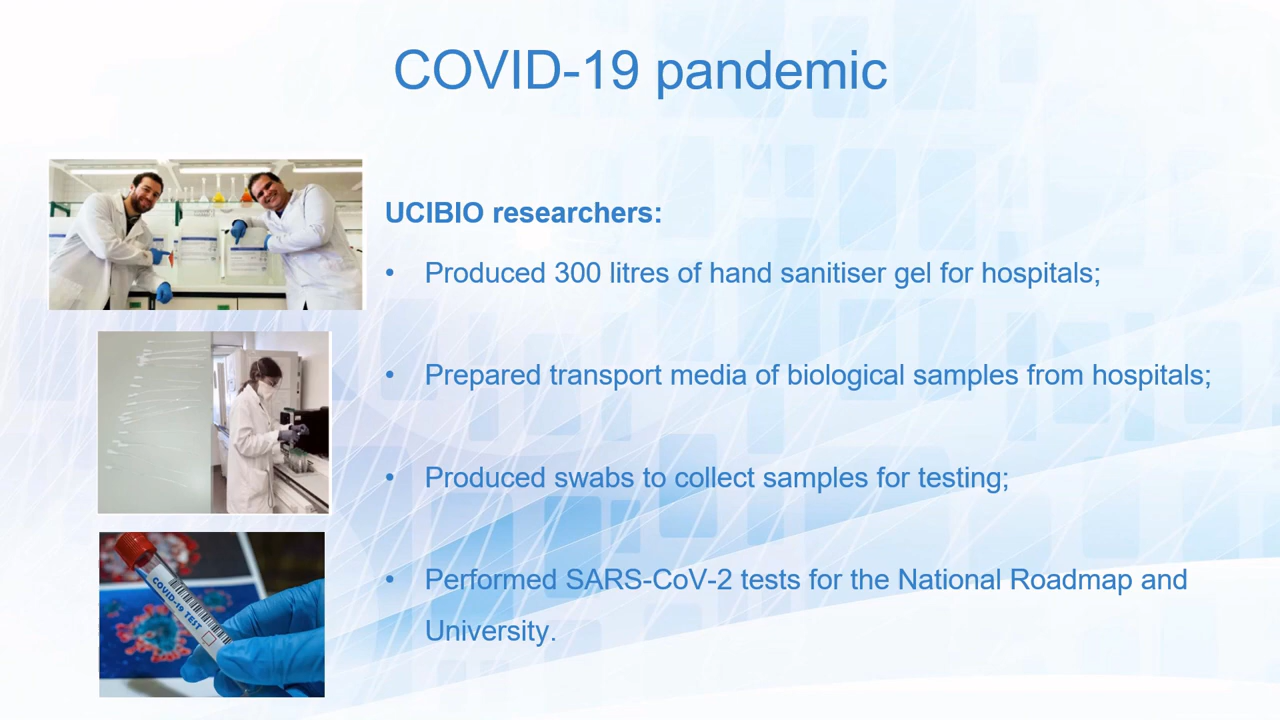 COVID-19 pandemic
UCIBIO researchers:
• Produced 300 litres of hand sanitiser gel for hospitals;
• Prepared transport media of biological samples from hospitals;
• Produced swabs to collect samples for testing;
• Performed SARS-CoV-2 tests for the National Roadmap and
University.
COVID-19 TEST